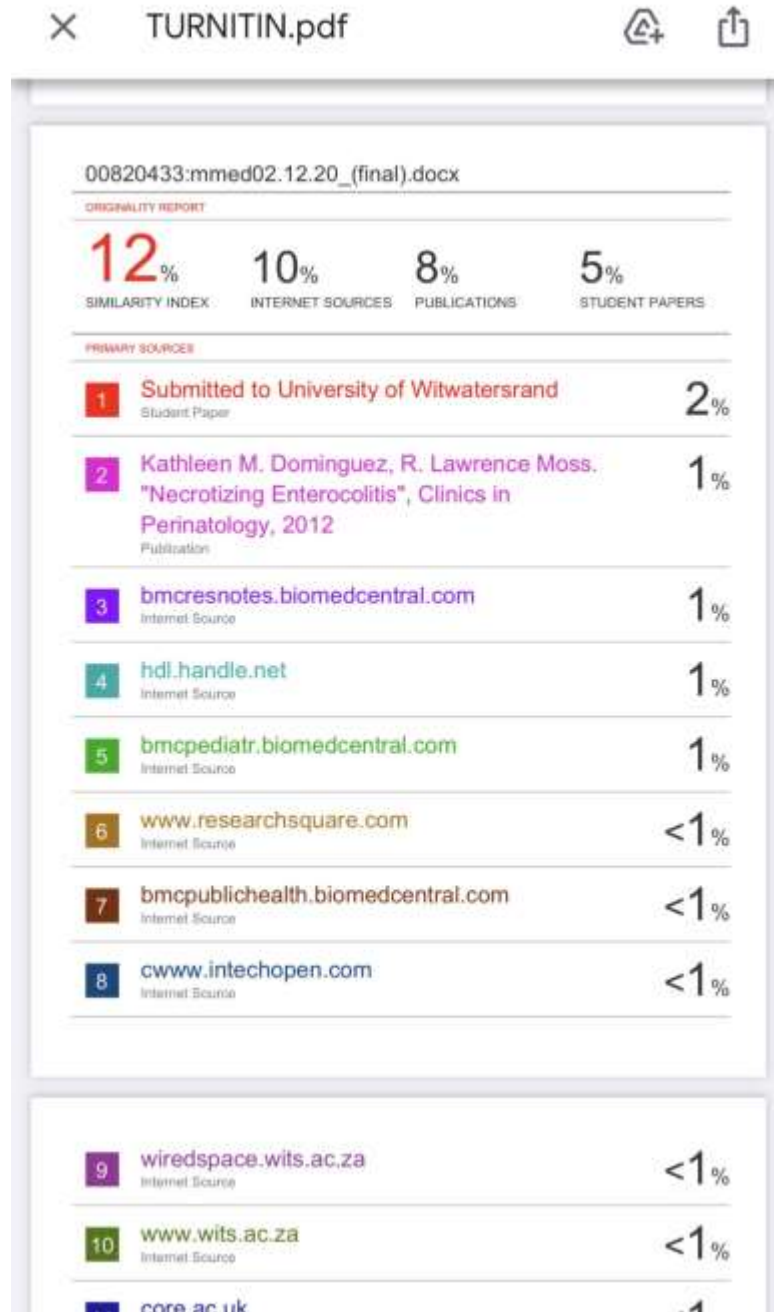 TURNITIN.pdf
00820433:mmed02.12.20_(final).docx
ORIGINALITY REPORT
12% 10% 8% 5%
SIMILARITY INDEX INTERNET SOURCES PUBLICATIONS STUDENT PAPERS
PRIMARY SOURCES
1 Submitted to University of Witwatersrand 2%
Student Paper
2 Kathleen M. Dominguez, R. Lawrence Moss. 1%
"Necrotizing Enterocolitis", Clinics in
Perinatology, 2012
Publication
3 bmcresnotes.biomedcentral.com 1%
Internet Source
4 hdl.handle.net 1%
Internet Source
5 bmcpediatr.biomedcentral.com 1%
Internet Source
6 www.researchsquare.com <1%
Internet Source
7 bmcpublichealth.biomedcentral.com <1%
Internet Source
8 cwww.intechopen.com <1%
Internet Source
9 wiredspace.wits.ac.za <1%
Internet Source
10 www.wits.ac.za <1%
Internet Source
core.ac.uk